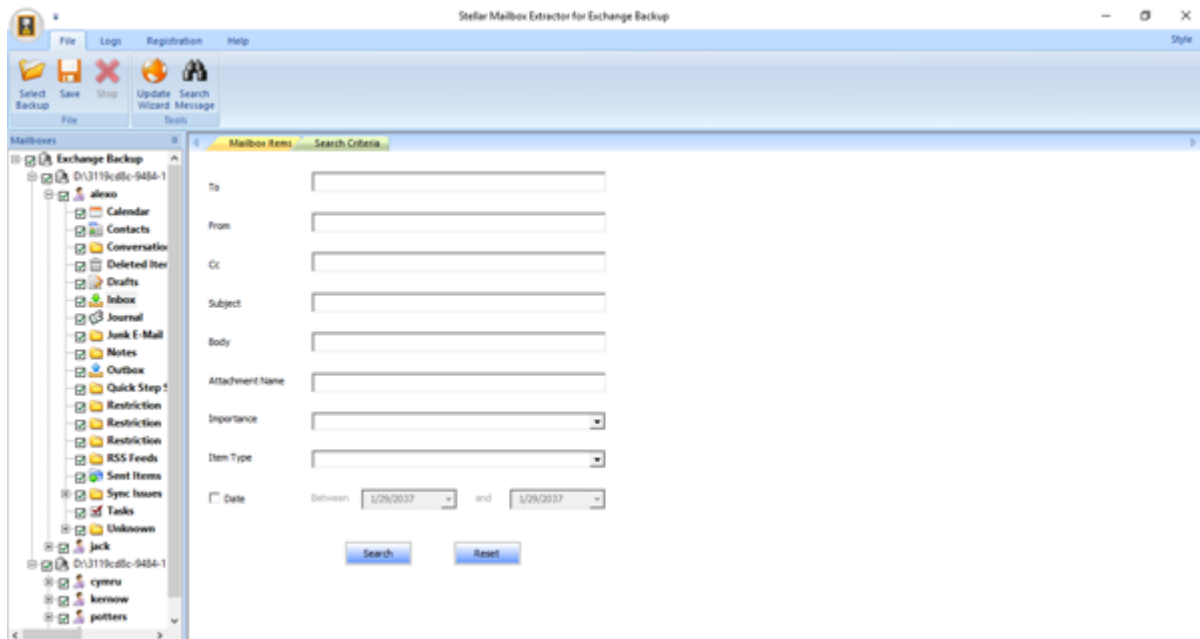 Stellar Mailbox Extractor for Exchange Backup
File Logs Registration Help Style
Select Backup
Save
Stop
Update Wizard
Search Message
File
Tools
Mailboxes
Mailbox Items
Search Criteria
Exchange Backup
D:\3119cd8c-9484-1
alexo
Calendar
Contacts
Conversation
Deleted Iter
Drafts
Inbox
Journal
Junk E-Mail
Notes
Outbox
Quick Step S
Restriction
Restriction
Restriction
RSS Feeds
Sent Items
Sync Issues
Tasks
Unknown
jack
D:\3119cd8c-9484-1
cymru
kernow
potters
To
From
Cc
Subject
Body
Attachment Name
Importance
Item Type
Date Between 1/29/2037 and 1/29/2037
Search Reset